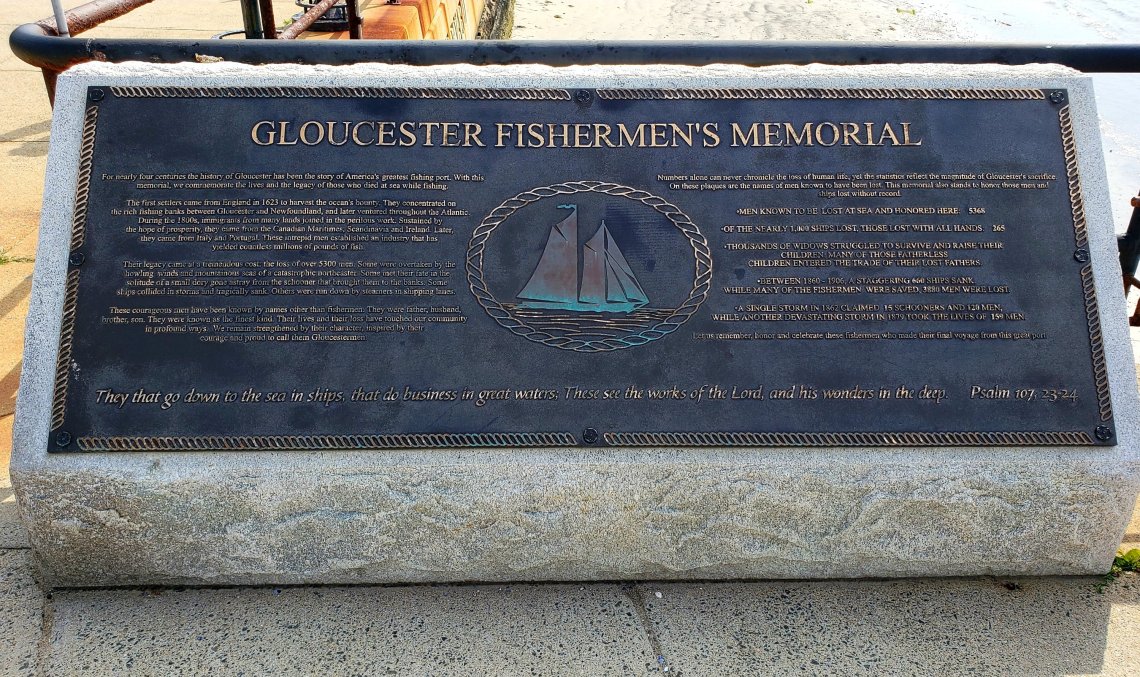 GLOUCESTER FISHERMEN'S MEMORIAL
For nearly four centuries the history of Gloucester has been the story of America's greatest fishing port. With this
memorial, we commemorate the lives and the legacy of those who died at sea while fishing.
The first settlers came from England in 1623 to harvest the ocean's bounty. They concentrated on
the rich fishing banks between Gloucester and Newfoundland, and later ventured throughout the Atlantic.
During the 1800s, immigrants from many lands joined in the perilous work. Sustained by
the hope of prosperity, they came from the Canadian Maritimes, Scandinavia and Ireland. Later,
they came from Italy and Portugal. These intrepid men established an industry that has
yielded countless millions of pounds of fish.
Their legacy came at a tremendous cost: the loss of over 5300 men. Some were overtaken by the
howling winds and mountainous seas of a catastrophic northeaster. Some met their fate in the
solitude of a small dory gone astray from the schooner that brought them to the banks. Some
ships collided in storms and tragically sank. Others were run down by steamers in shipping lanes.
These courageous men have been known by names other than fishermen: They were father, husband,
brother, son. They were known as the finest kind. Their lives and their loss have touched our community
in profound ways. We remain strengthened by their character, inspired by their
courage and proud to call them Gloucestermen.
Numbers alone can never chronicle the loss of human life, yet the statistics reflect the magnitude of Gloucester's sacrifice.
On these plaques are the names of men known to have been lost. This memorial also stands to honor those men and
ships lost without record.
•MEN KNOWN TO BE LOST AT SEA AND HONORED HERE: 5368
•OF THE NEARLY 1,000 SHIPS LOST, THOSE LOST WITH ALL HANDS: 265
•THOUSANDS OF WIDOWS STRUGGLED TO SURVIVE AND RAISE THEIR
CHILDREN; MANY OF THOSE FATHERLESS
CHILDREN ENTERED THE TRADE OF THEIR LOST FATHERS.
•BETWEEN 1860 - 1906, A STAGGERING 660 SHIPS SANK.
WHILE MANY OF THE FISHERMEN WERE SAVED, 3880 MEN WERE LOST.
•A SINGLE STORM IN 1862 CLAIMED 15 SCHOONERS AND 120 MEN,
WHILE ANOTHER DEVASTATING STORM IN 1879 TOOK THE LIVES OF 159 MEN.
Let us remember, honor and celebrate these fishermen who made their final voyage from this great port.
They that go down to the sea in ships, that do business in great waters; These see the works of the Lord, and his wonders in the deep. Psalm 107: 23-24